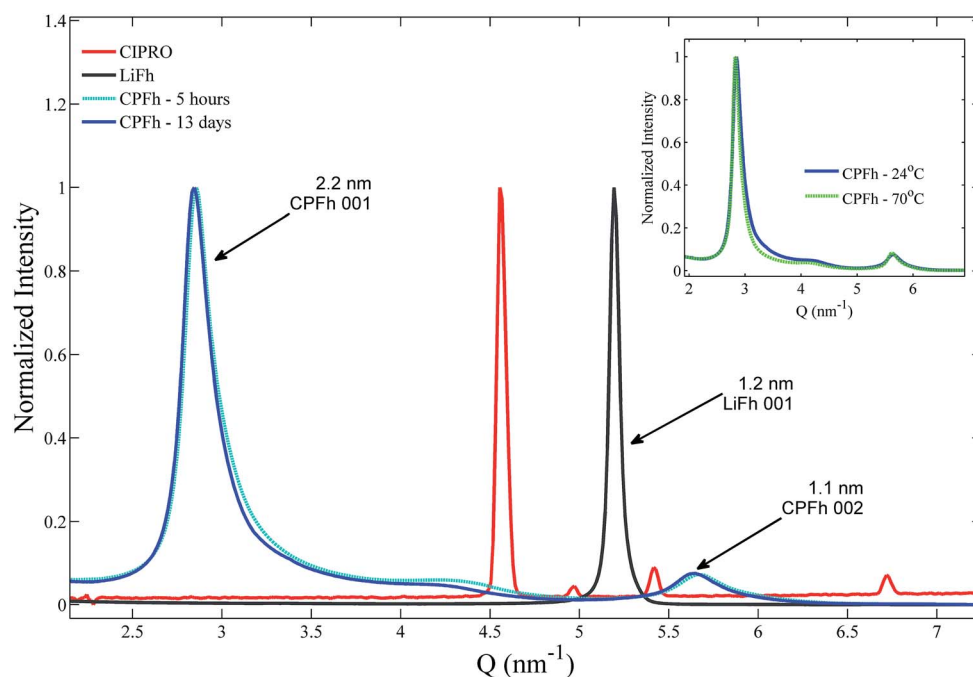 1.4
1.2
1
0.8
0.6
0.4
0.2
0
Normalized Intensity
2.5
3
3.5
4
4.5
5
5.5
6
6.5
7
Q (nm⁻¹)
CIPRO
LiFh
CPFh - 5 hours
CPFh - 13 days
2.2 nm
CPFh 001
1.2 nm
LiFh 001
1.1 nm
CPFh 002
1
0.8
0.6
0.4
0.2
0
Normalized Intensity
CPFh - 24°C
CPFh - 70°C
2
3
4
5
6
Q (nm⁻¹)